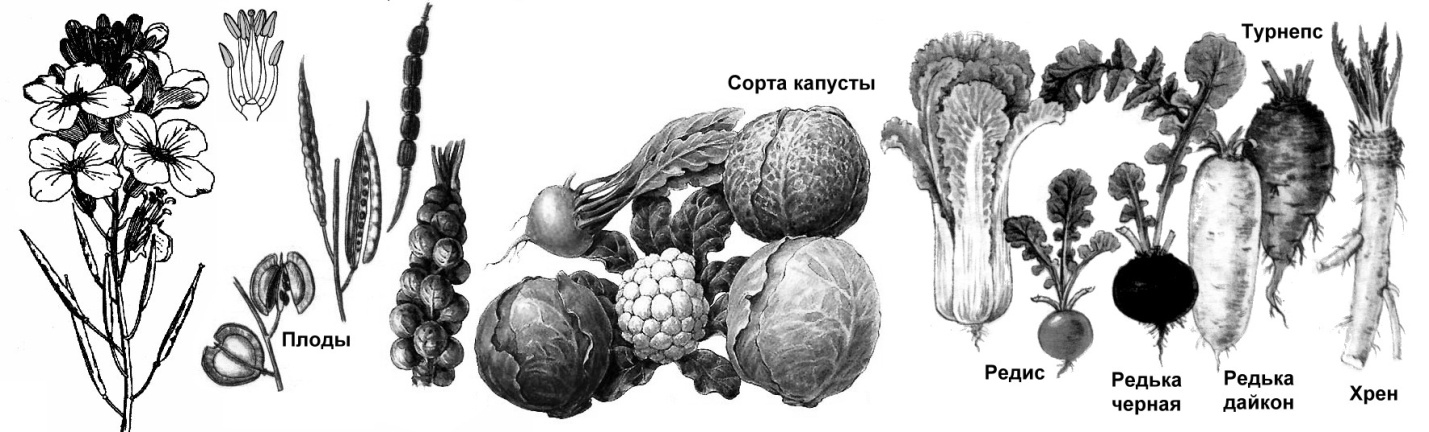 Плоды
Сорта капусты
Турнепс
Редис
Редька
черная
Редька
дайкон
Хрен